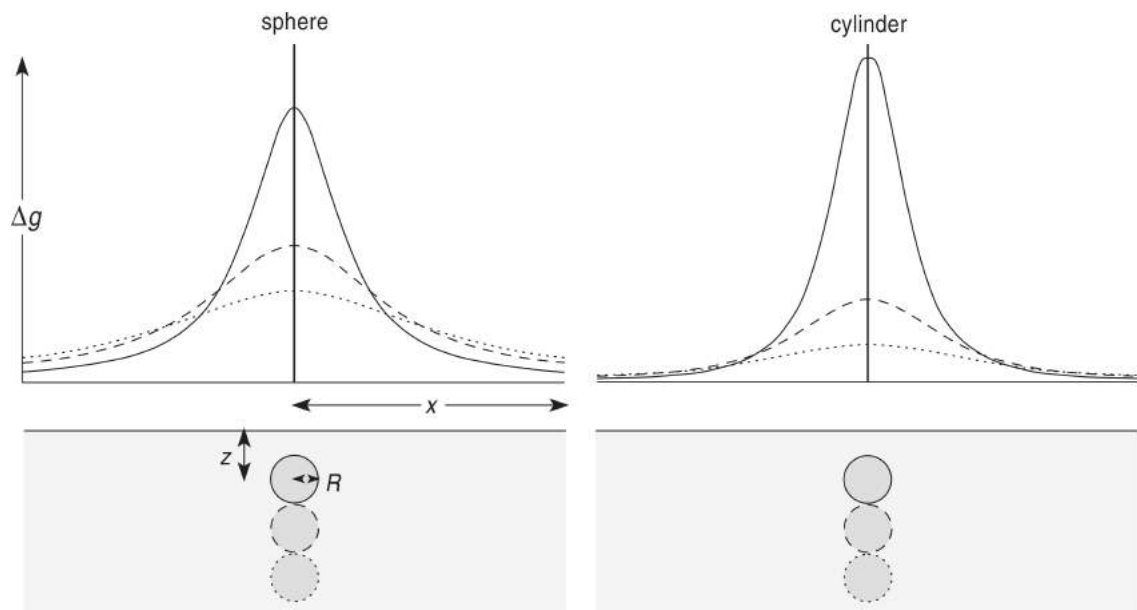 sphere
cylinder
Δg
x
z
R